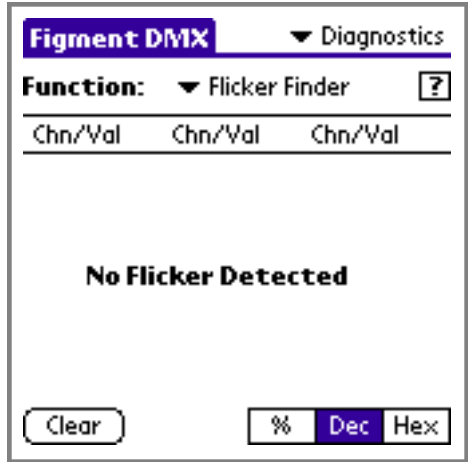 Figment DMX Diagnostics
Function: Flicker Finder ?
Chn/Val Chn/Val Chn/Val
No Flicker Detected
Clear % Dec Hex